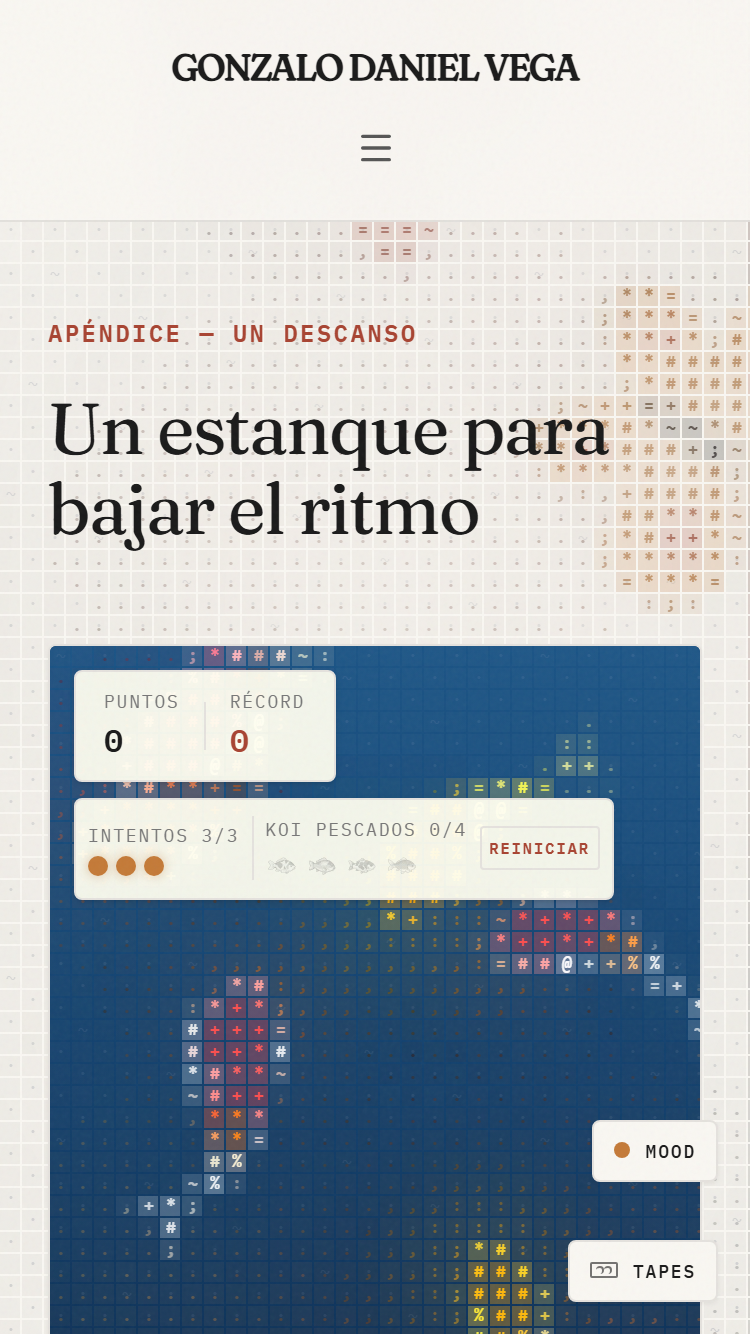 GONZALO DANIEL VEGA
APÉNDICE — UN DESCANSO
Un estanque para
bajar el ritmo
PUNTOS
0
RÉCORD
0
INTENTOS 3/3
KOI PESCADOS 0/4
REINICIAR
MOOD
TAPES